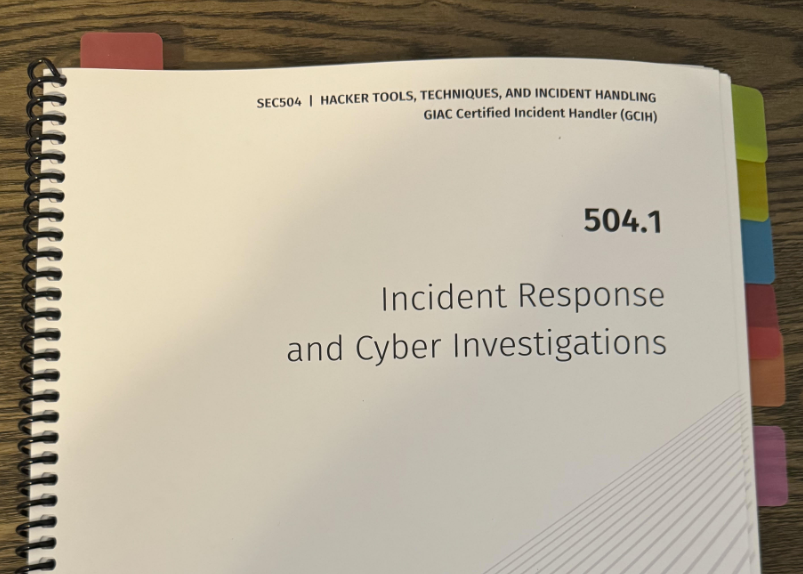 SEC504 | HACKER TOOLS, TECHNIQUES, AND INCIDENT HANDLING
GIAC Certified Incident Handler (GCIH)
504.1
Incident Response
and Cyber Investigations